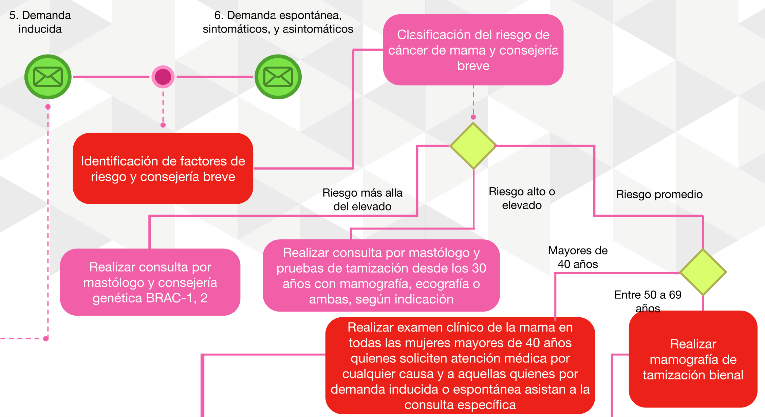 5. Demanda
inducida
6. Demanda espontánea,
sintomáticos, y asintomáticos
Clasificación del riesgo de
cáncer de mama y consejería
breve
Identificación de factores de
riesgo y consejería breve
Riesgo más alla
del elevado
Riesgo alto o
elevado
Riesgo promedio
Realizar consulta por
mastólogo y consejería
genética BRAC-1, 2
Realizar consulta por mastólogo y
pruebas de tamización desde los 30
años con mamografía, ecografía o
ambas, según indicación
Mayores de
40 años
Entre 50 a 69
años
Realizar examen clínico de la mama en
todas las mujeres mayores de 40 años
quienes soliciten atención médica por
cualquier causa y a aquellas quienes por
demanda inducida o espontánea asistan a la
consulta específica
Realizar
mamografía de
tamización bienal